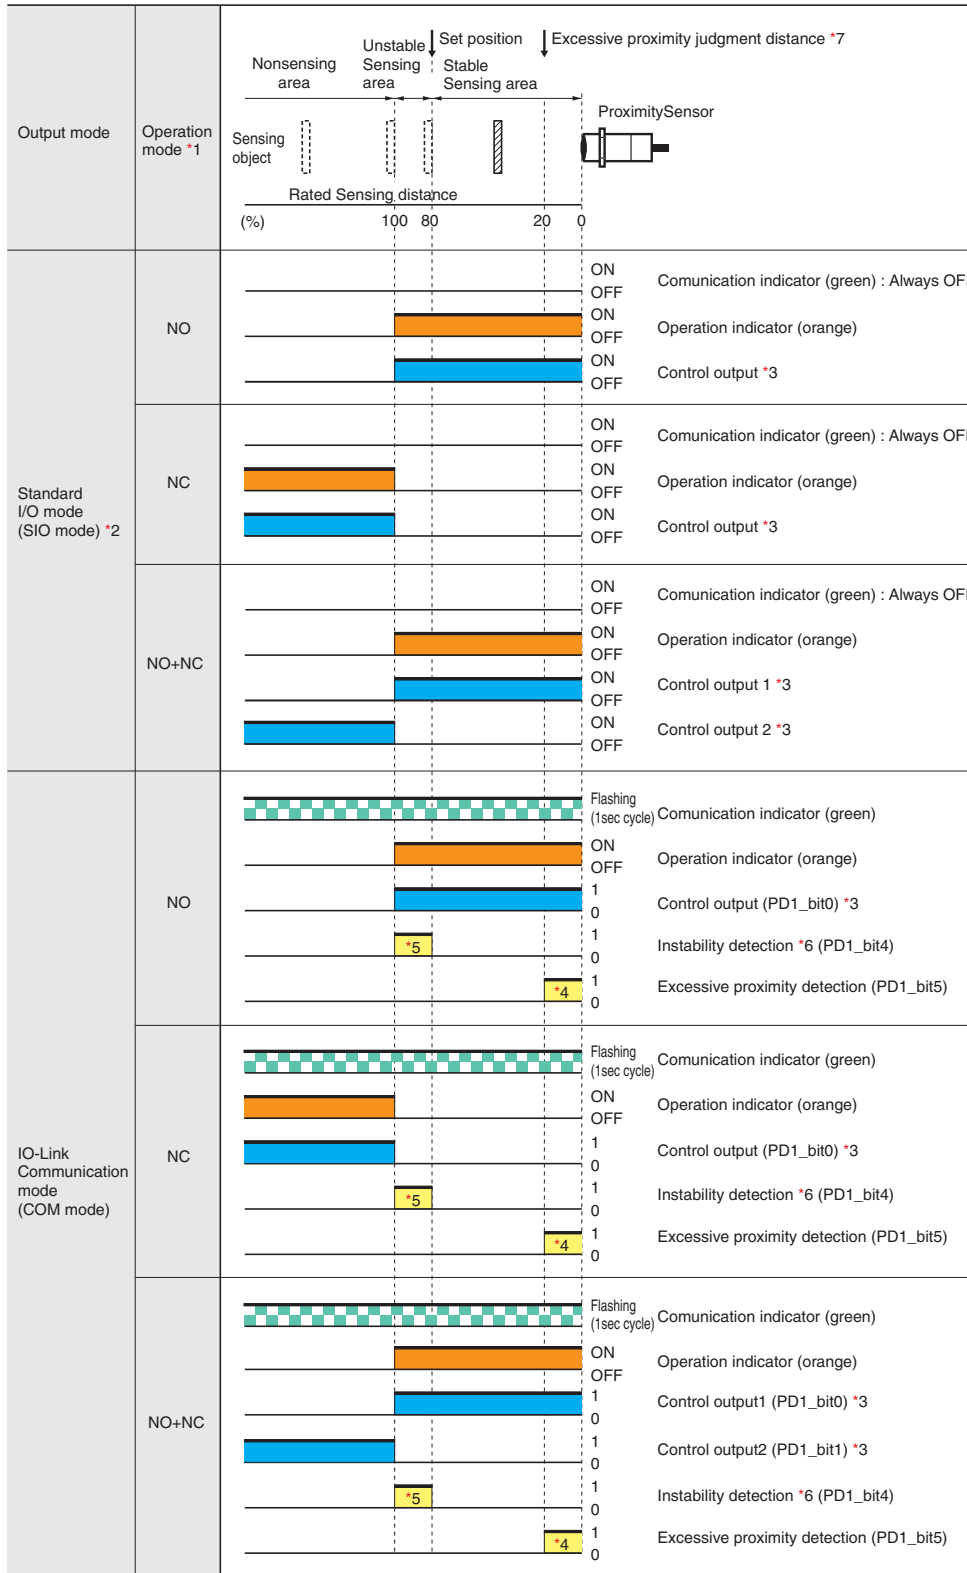 Output mode
Operation
mode *1
Set position
Excessive proximity judgment distance *7
Unstable
Sensing
area
Nonsensing
area
Stable
Sensing area
ProximitySensor
Sensing
object
Rated Sensing distance
(%)
100
80
20
0
Standard
I/O mode
(SIO mode) *2
NO
ON
OFF
Comunication indicator (green) : Always OF
ON
OFF
Operation indicator (orange)
ON
OFF
Control output *3
NC
ON
OFF
Comunication indicator (green) : Always OF
ON
OFF
Operation indicator (orange)
ON
OFF
Control output *3
NO+NC
ON
OFF
Comunication indicator (green) : Always OF
ON
OFF
Operation indicator (orange)
ON
OFF
Control output 1 *3
ON
OFF
Control output 2 *3
IO-Link
Communication
mode
(COM mode)
NO
Flashing
(1sec cycle)
Comunication indicator (green)
ON
OFF
Operation indicator (orange)
1
0
Control output (PD1_bit0) *3
*5
1
0
Instability detection *6 (PD1_bit4)
*4
1
0
Excessive proximity detection (PD1_bit5)
NC
Flashing
(1sec cycle)
Comunication indicator (green)
ON
OFF
Operation indicator (orange)
1
0
Control output (PD1_bit0) *3
*5
1
0
Instability detection *6 (PD1_bit4)
*4
1
0
Excessive proximity detection (PD1_bit5)
NO+NC
Flashing
(1sec cycle)
Comunication indicator (green)
ON
OFF
Operation indicator (orange)
1
0
Control output1 (PD1_bit0) *3
1
0
Control output2 (PD1_bit1) *3
*5
1
0
Instability detection *6 (PD1_bit4)
*4
1
0
Excessive proximity detection (PD1_bit5)